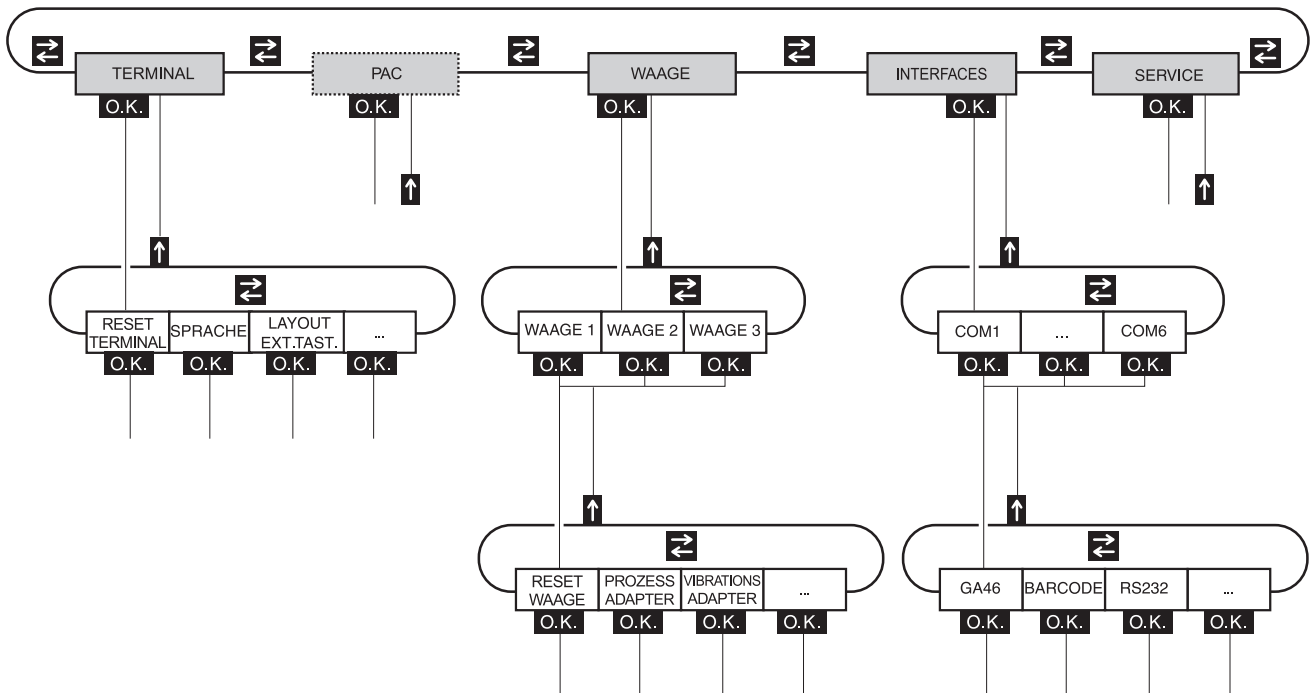 TERMINAL
PAC
WAAGE
INTERFACES
SERVICE
O.K.
O.K.
O.K.
O.K.
O.K.
RESET
TERMINAL
SPRACHE
LAYOUT
EXT.TAST.
...
O.K.
O.K.
O.K.
O.K.
WAAGE 1
WAAGE 2
WAAGE 3
O.K.
O.K.
O.K.
COM1
...
COM6
O.K.
O.K.
O.K.
RESET
WAAGE
PROZESS
ADAPTER
VIBRATIONS
ADAPTER
...
O.K.
O.K.
O.K.
O.K.
GA46
BARCODE
RS232
...
O.K.
O.K.
O.K.
O.K.